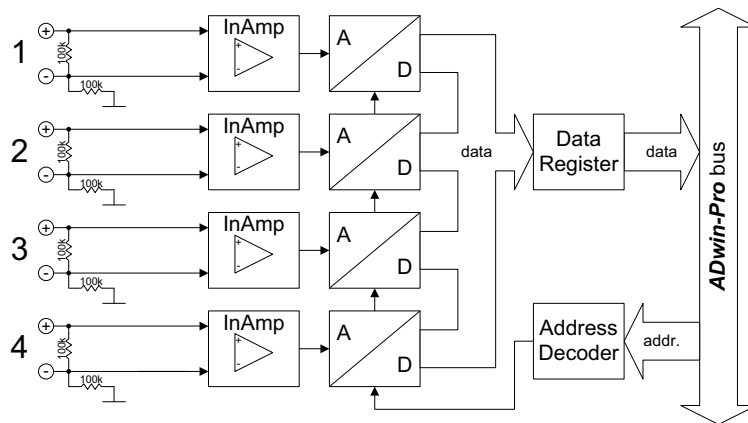 1
+
-
100k
100k
InAmp
+
-
A
D
2
+
-
100k
100k
InAmp
+
-
A
D
3
+
-
100k
100k
InAmp
+
-
A
D
4
+
-
100k
100k
InAmp
+
-
A
D
data
Data
Register
data
Address
Decoder
addr.
ADwin-Pro bus